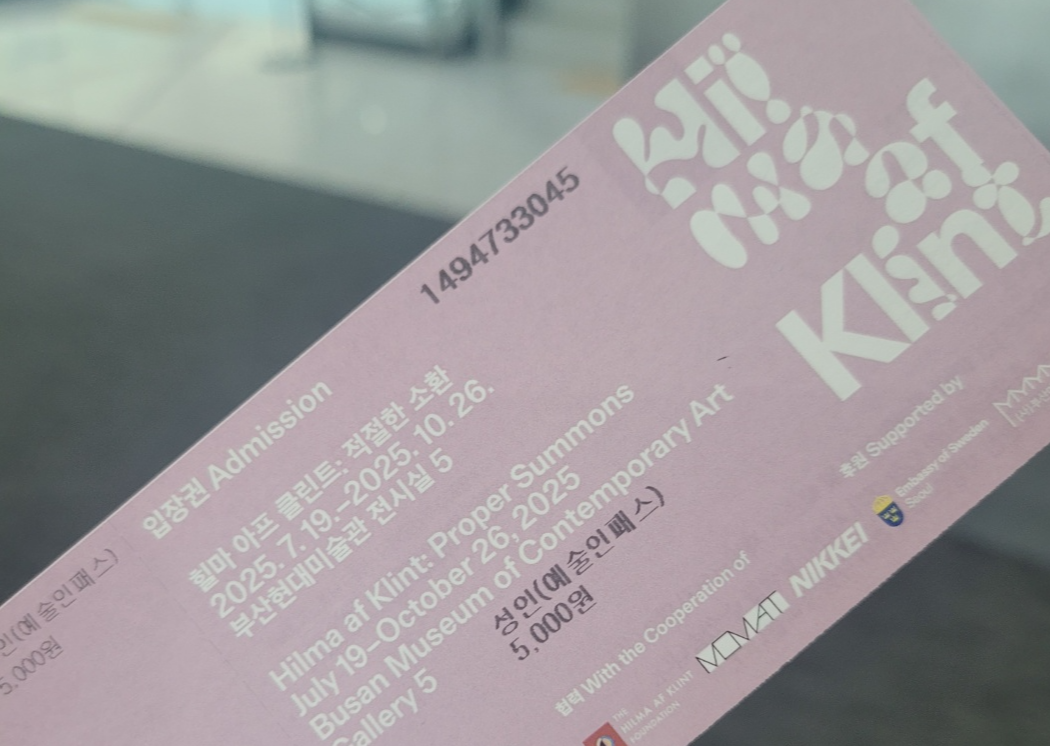 Hilma af
Klint
1494733045
입장권 Admission
힐마 아프 클린트: 적절한 소환
2025. 7. 19.–2025. 10. 26.
부산현대미술관 전시실 5
Hilma af Klint: Proper Summons
July 19–October 26, 2025
Busan Museum of Contemporary Art
Gallery 5
성인(예술인패스)
5,000원
인(예술인패스)
5,000원
후원 Supported by
Embassy of Sweden
Seoul
협력 With the Cooperation of
THE
HILMA AF KLINT
FOUNDATION
MOMAT
NIKKEI